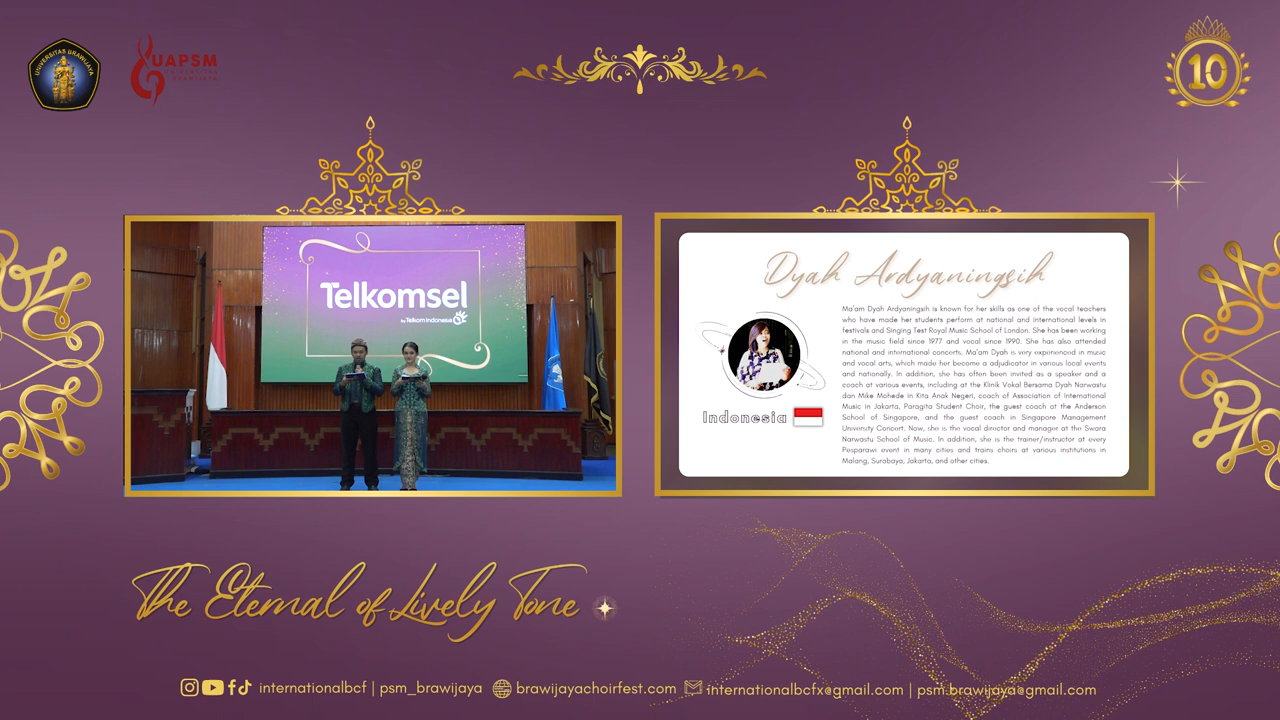 UNIVERSITAS BRAWIJAYA
UAPSM
UNIVERSITAS
BRAWIJAYA
10
Telkomsel
by Telkom Indonesia
Dyah Ardyaningsih
Ma'am Dyah Ardyaningsih is known for her skills as one of the vocal teachers
who have made her students perform at national and international levels in
festivals and Singing Test Royal Music School of London. She has been working
in the music field since 1977 and vocal since 1990. She has also attended
national and international concerts. Ma'am Dyah is very experienced in music
and vocal arts, which made her become a adjudicator in various local events
and nationally. In addition, she has often been invited as a speaker and a
coach at various events, including at the Klinik Vokal Bersama Dyah Narwastu
dan Mike Mohede in Kita Anak Negeri, coach of Association of International
Music in Jakarta, Paragita Student Choir, the guest coach at the Anderson
School of Singapore, and the guest coach in Singapore Management
University Concert. Now, she is the vocal director and manager at the Swara
Narwastu School of Music. In addition, she is the trainer/instructor at every
Pesparawi event in many cities and trains choirs at various institutions in
Malang, Surabaya, Jakarta, and other cities.
Indonesia
The Eternal of Lively Tone
internationalbcf | psm_brawijaya brawijayachoirfest.com internationalbcfx@gmail.com | psm.brawijaya@gmail.com